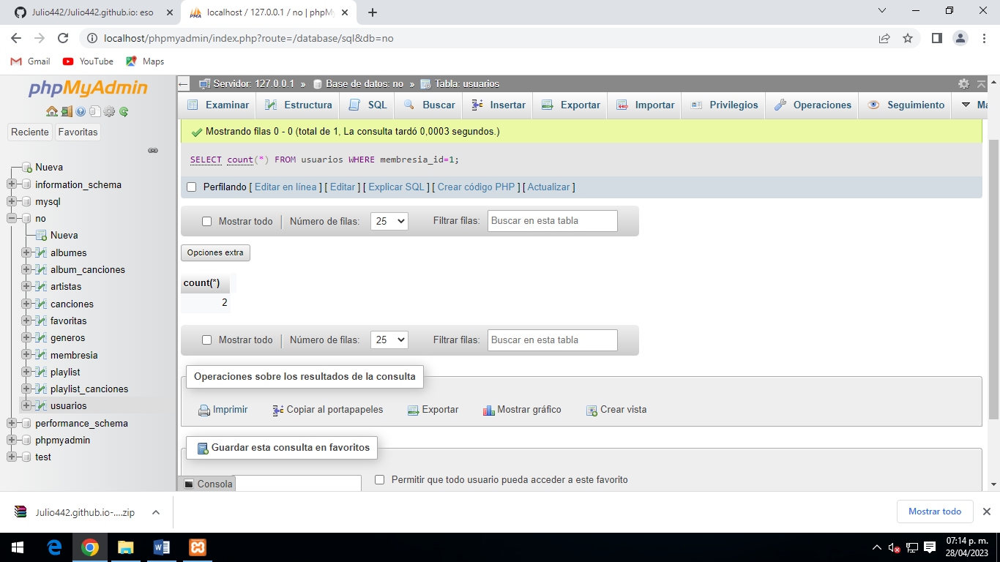 Julio442/Julio442.github.io: eso
localhost / 127.0.0.1 / no | phpMy
localhost/phpmyadmin/index.php?route=/database/sql&db=no
Gmail YouTube Maps
phpMyAdmin
Reciente Favoritas
Nueva
information_schema
mysql
no
Nueva
albumes
album_canciones
artistas
canciones
favoritas
generos
membresia
playlist
playlist_canciones
usuarios
performance_schema
phpmyadmin
test
Servidor: 127.0.0.1 » Base de datos: no » Tabla: usuarios
Examinar Estructura SQL Buscar Insertar Exportar Importar Privilegios Operaciones Seguimiento
Mostrando filas 0 - 0 (total de 1, La consulta tardó 0,0003 segundos.)
SELECT count(*) FROM usuarios WHERE membresia_id=1;
Perfilando [ Editar en línea ] [ Editar ] [ Explicar SQL ] [ Crear código PHP ] [ Actualizar ]
Mostrar todo | Número de filas: 25 Filtrar filas: Buscar en esta tabla
Opciones extra
count(*)
2
Mostrar todo | Número de filas: 25 Filtrar filas: Buscar en esta tabla
Operaciones sobre los resultados de la consulta
Imprimir Copiar al portapapeles Exportar Mostrar gráfico Crear vista
Guardar esta consulta en favoritos
Permitir que todo usuario pueda acceder a este favorito
Consola
Julio442.github.io-....zip
Mostrar todo
07:14 p. m.
28/04/2023